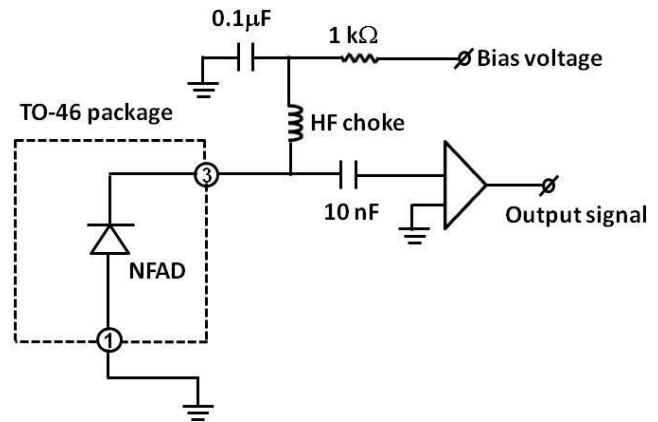 0.1µF
1 kΩ
Bias voltage
TO-46 package
HF choke
3
10 nF
Output signal
NFAD
1